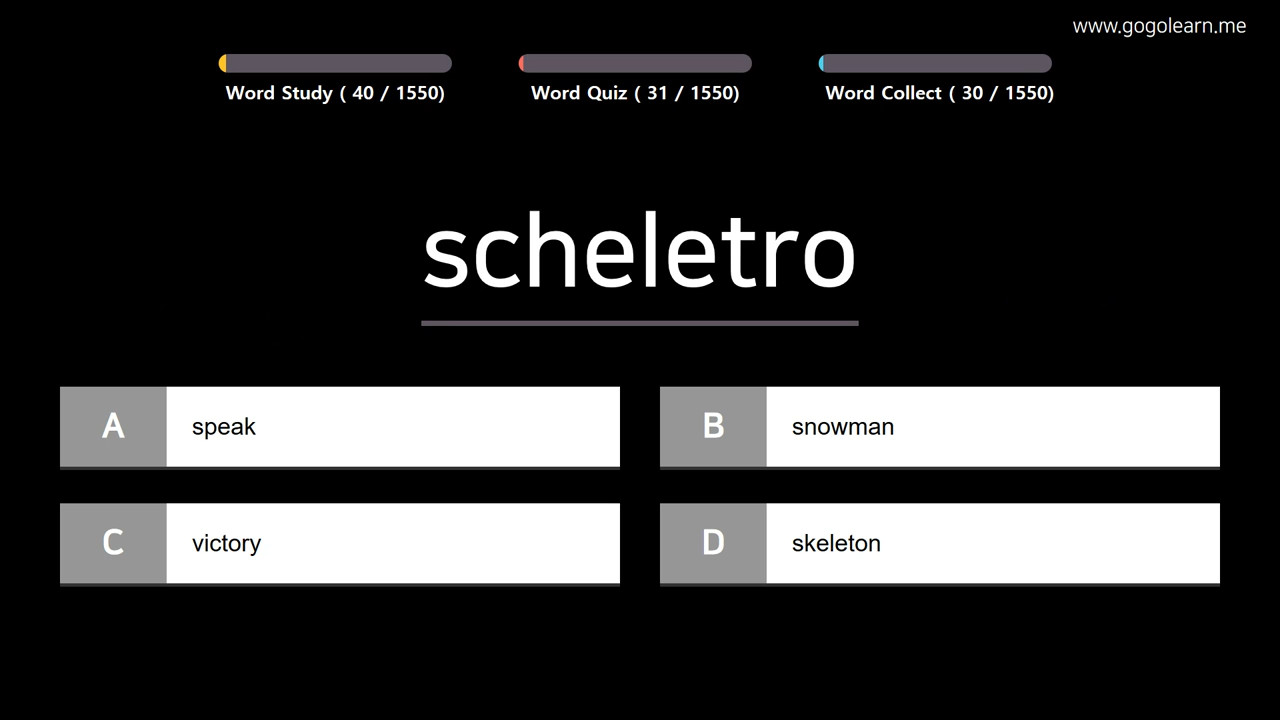 www.gogolearn.me
Word Study ( 40 / 1550)
Word Quiz ( 31 / 1550)
Word Collect ( 30 / 1550)
scheletro
A speak
B snowman
C victory
D skeleton